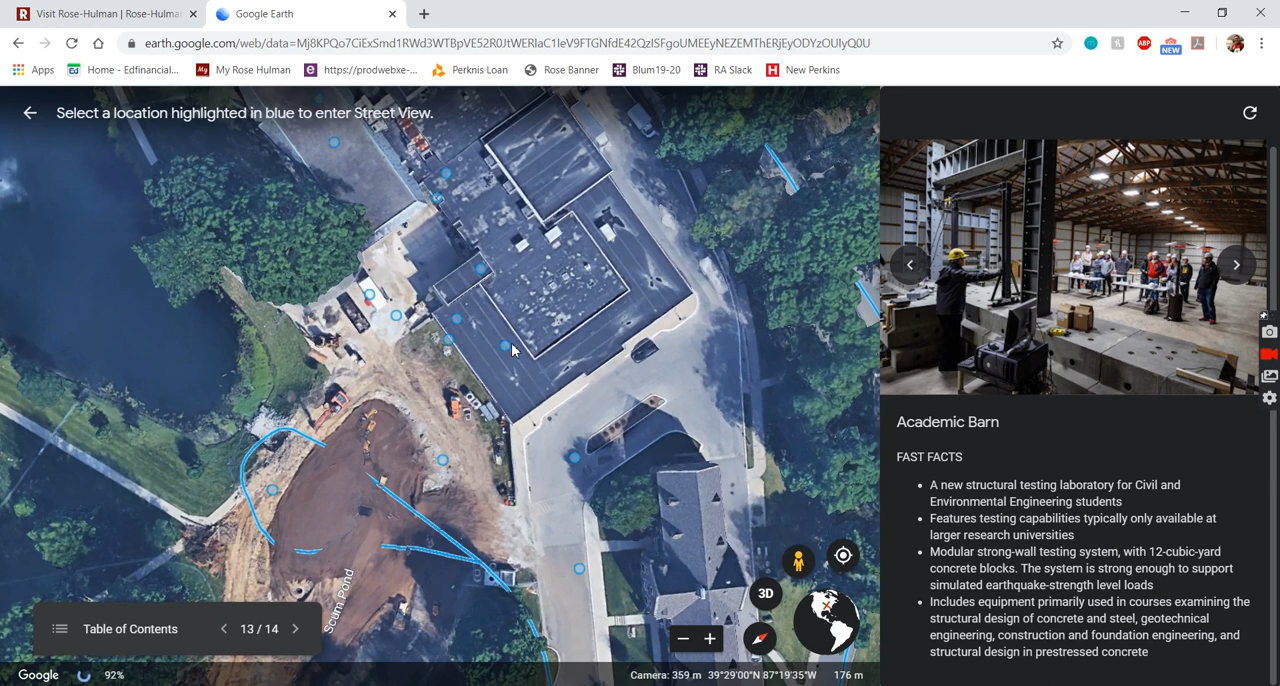 Visit Rose-Hulman | Rose-Hulma
Google Earth
earth.google.com/web/data=Mj8KPQo7CiExSmd1RWd3WTBpVE52R0JtWERIaC1IeV9FTGNfdE42QzISFgoUMEEyNEZEMThERjEyODYzOUIyQ0U
ABP
NEW
Apps
Ed Home - Edfinancial...
My My Rose Hulman
e https://prodwebxe-...
Perknis Loan
Rose Banner
Blum19-20
RA Slack
H New Perkins
Select a location highlighted in blue to enter Street View.
Academic Barn
FAST FACTS
• A new structural testing laboratory for Civil and
Environmental Engineering students
• Features testing capabilities typically only available at
larger research universities
• Modular strong-wall testing system, with 12-cubic-yard
concrete blocks. The system is strong enough to support
simulated earthquake-strength level loads
• Includes equipment primarily used in courses examining the
structural design of concrete and steel, geotechnical
engineering, construction and foundation engineering, and
structural design in prestressed concrete
Scum Pond
3D
Table of Contents
13 / 14
Google
92%
Camera: 359 m 39°29'00"N 87°19'35"W 176 m